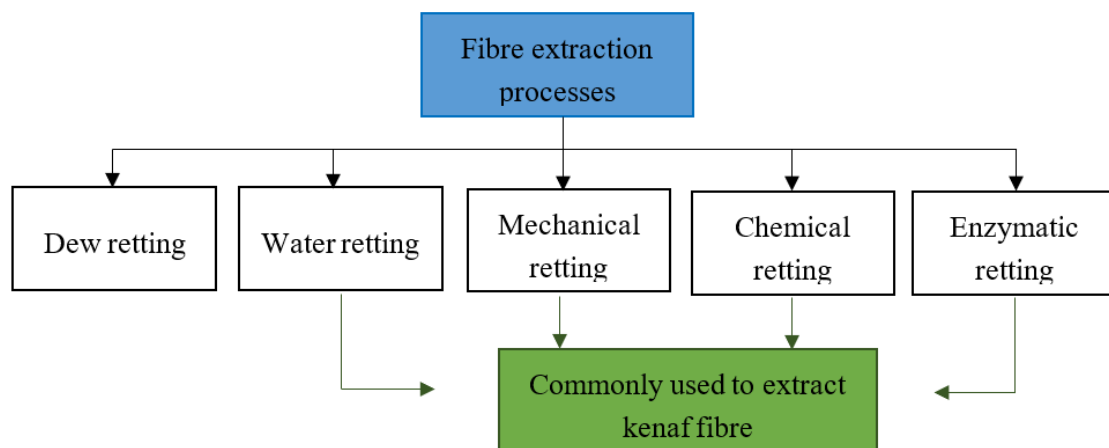 Fibre extraction
processes
Dew retting
Water retting
Mechanical
retting
Chemical
retting
Enzymatic
retting
Commonly used to extract
kenaf fibre